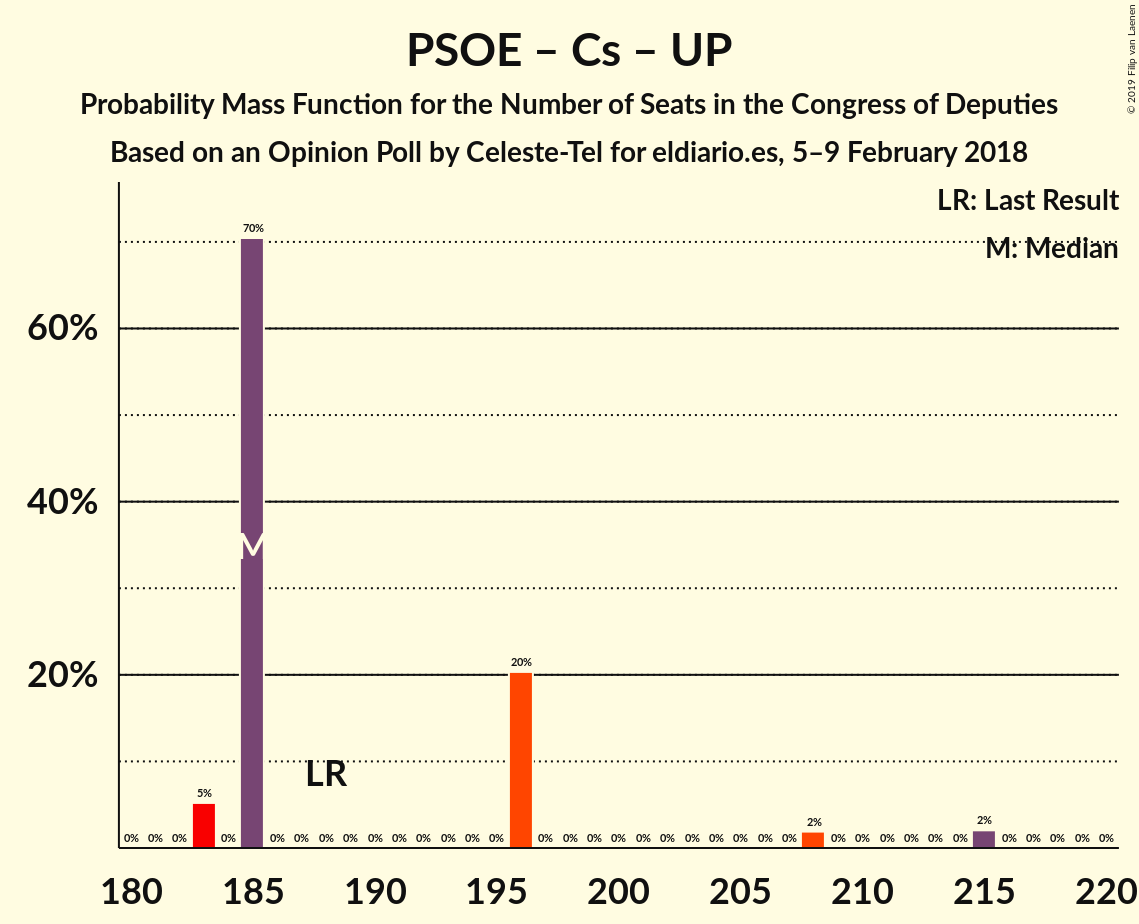 PSOE – Cs – UP
Probability Mass Function for the Number of Seats in the Congress of Deputies
Based on an Opinion Poll by Celeste-Tel for eldiario.es, 5–9 February 2018
© 2019 Filip van Laenen
LR: Last Result
M: Median
70%
60%
40%
M
20%
20%
LR
5%
2%
2%
0% 0% 0% 0% 0% 0% 0% 0% 0% 0% 0% 0% 0% 0% 0% 0% 0% 0% 0% 0% 0% 0% 0% 0% 0% 0% 0% 0% 0% 0% 0% 0% 0% 0% 0% 0%
180 185 190 195 200 205 210 215 220